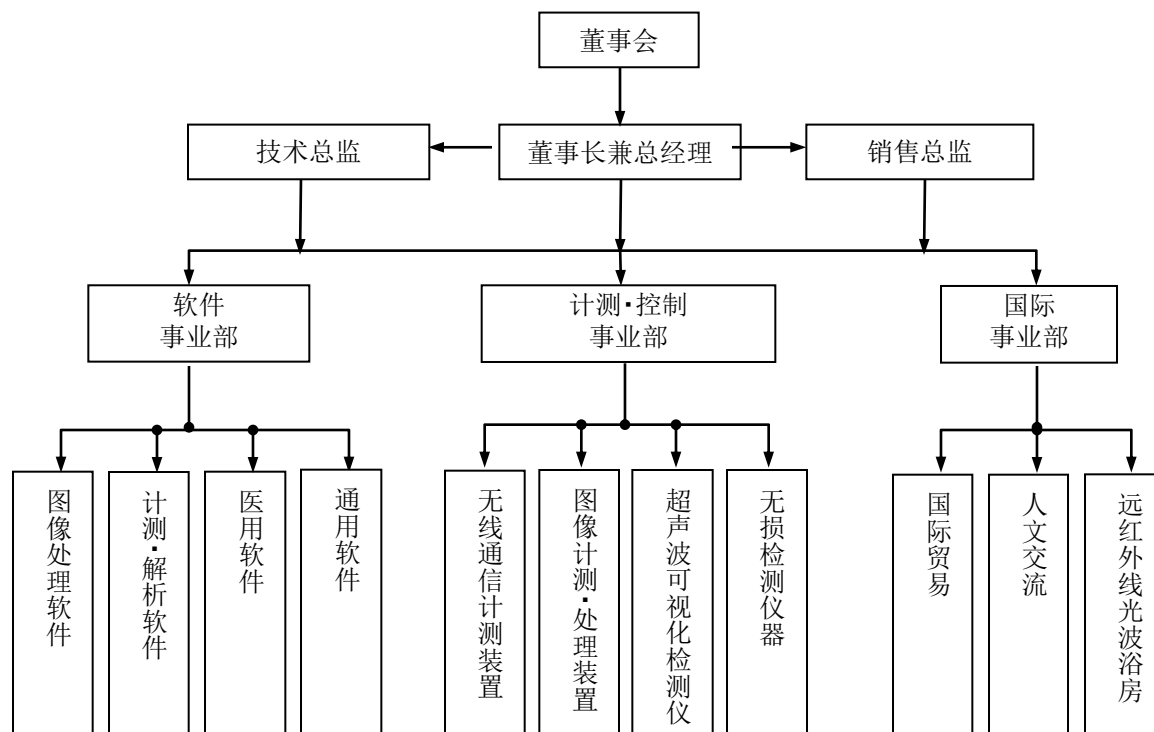 董事会
技术总监
董事长兼总经理
销售总监
软件
事业部
计测·控制
事业部
国际
事业部
图像处理软件
计测·解析软件
医用软件
通用软件
无线通信计测装置
图像计测·处理装置
超声波可视化检测仪
无损检测仪器
国际贸易
人文交流
远红外线光波浴房